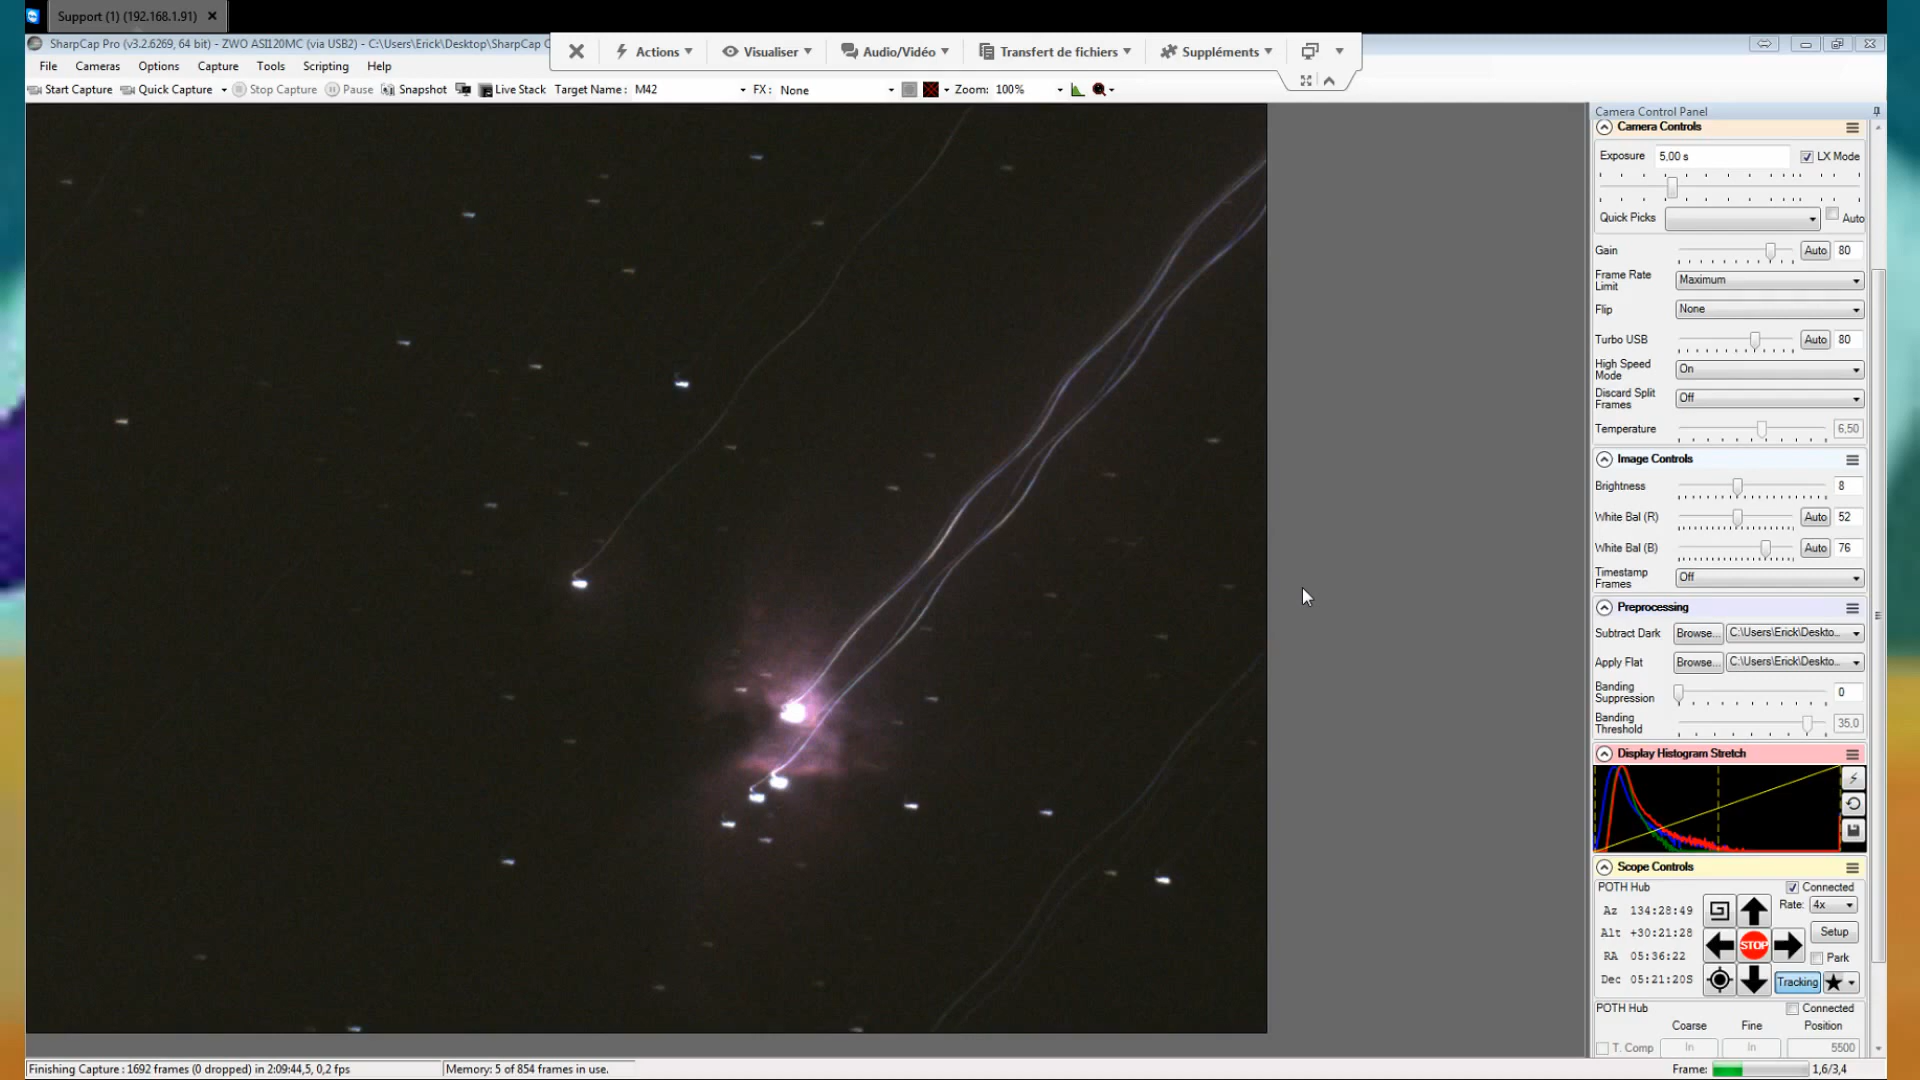 Support (1) (192.168.1.91)
SharpCap Pro (v3.2.6269, 64 bit) - ZWO ASI120MC (via USB2) - C:\Users\Erick\Desktop\SharpCap C
Actions Visualiser Audio/Vidéo Transfert de fichiers Suppléments
File Cameras Options Capture Tools Scripting Help
Start Capture Quick Capture Stop Capture Pause Snapshot Live Stack Target Name : M42 FX : None Zoom: 100%
Camera Control Panel
Camera Controls
Exposure 5,00 s LX Mode
Quick Picks Auto
Gain Auto 80
Frame Rate Limit Maximum
Flip None
Turbo USB Auto 80
High Speed Mode On
Discard Split Frames Off
Temperature 6,50
Image Controls
Brightness 8
White Bal (R) Auto 52
White Bal (B) Auto 76
Timestamp Frames Off
Preprocessing
Subtract Dark Browse... C:\Users\Erick\Deskto...
Apply Flat Browse... C:\Users\Erick\Deskto...
Banding Suppression 0
Banding Threshold 35,0
Display Histogram Stretch
Scope Controls
POTH Hub Connected
Az 134:28:49 Rate: 4x
Alt +30:21:28 Setup
RA 05:36:22 STOP Park
Dec 05:21:20S Tracking
POTH Hub Connected
Coarse Fine Position
T. Comp In In 5500
Finishing Capture : 1692 frames (0 dropped) in 2:09:44,5, 0,2 fps Memory: 5 of 854 frames in use. Frame: 1,6/3,4